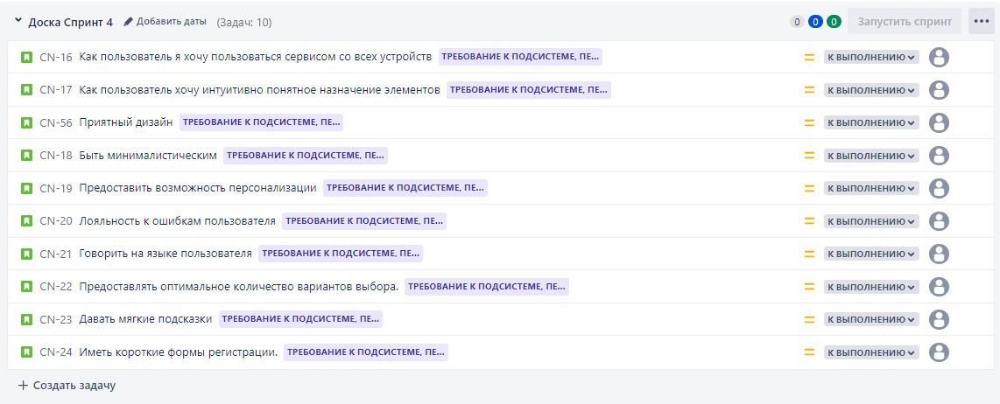 Доска Спринт 4 Добавить даты (Задач: 10) 0 0 0 Запустить спринт
CN-16 Как пользователь я хочу пользоваться сервисом со всех устройств ТРЕБОВАНИЕ К ПОДСИСТЕМЕ, ПЕ... К ВЫПОЛНЕНИЮ
CN-17 Как пользователь хочу интуитивно понятное назначение элементов ТРЕБОВАНИЕ К ПОДСИСТЕМЕ, ПЕ... К ВЫПОЛНЕНИЮ
CN-56 Приятный дизайн ТРЕБОВАНИЕ К ПОДСИСТЕМЕ, ПЕ... К ВЫПОЛНЕНИЮ
CN-18 Быть минималистическим ТРЕБОВАНИЕ К ПОДСИСТЕМЕ, ПЕ... К ВЫПОЛНЕНИЮ
CN-19 Предоставить возможность персонализации ТРЕБОВАНИЕ К ПОДСИСТЕМЕ, ПЕ... К ВЫПОЛНЕНИЮ
CN-20 Лояльность к ошибкам пользователя ТРЕБОВАНИЕ К ПОДСИСТЕМЕ, ПЕ... К ВЫПОЛНЕНИЮ
CN-21 Говорить на языке пользователя ТРЕБОВАНИЕ К ПОДСИСТЕМЕ, ПЕ... К ВЫПОЛНЕНИЮ
CN-22 Предоставлять оптимальное количество вариантов выбора. ТРЕБОВАНИЕ К ПОДСИСТЕМЕ, ПЕ... К ВЫПОЛНЕНИЮ
CN-23 Давать мягкие подсказки ТРЕБОВАНИЕ К ПОДСИСТЕМЕ, ПЕ... К ВЫПОЛНЕНИЮ
CN-24 Иметь короткие формы регистрации. ТРЕБОВАНИЕ К ПОДСИСТЕМЕ, ПЕ... К ВЫПОЛНЕНИЮ
+ Создать задачу